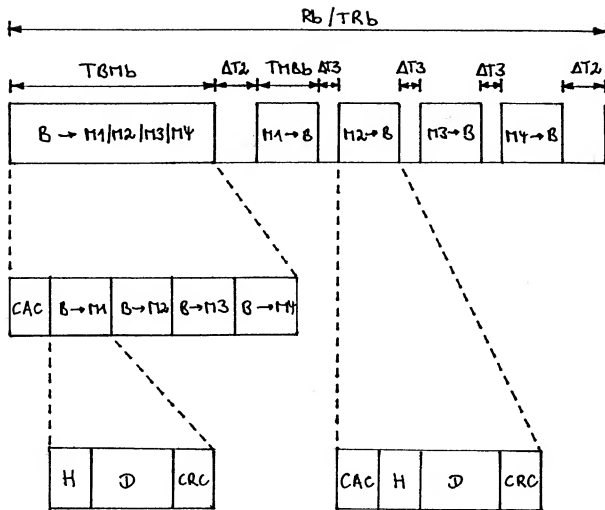 Rb/TRb
TBMb ΔT2 TMBb ΔT3 ΔT3 ΔT3 ΔT2
B → M1/M2/M3/M4 M1→B M2→B M3→B M4→B
CAC B→M1 B→M2 B→M3 B→M4
H D CRC CAC H D CRC